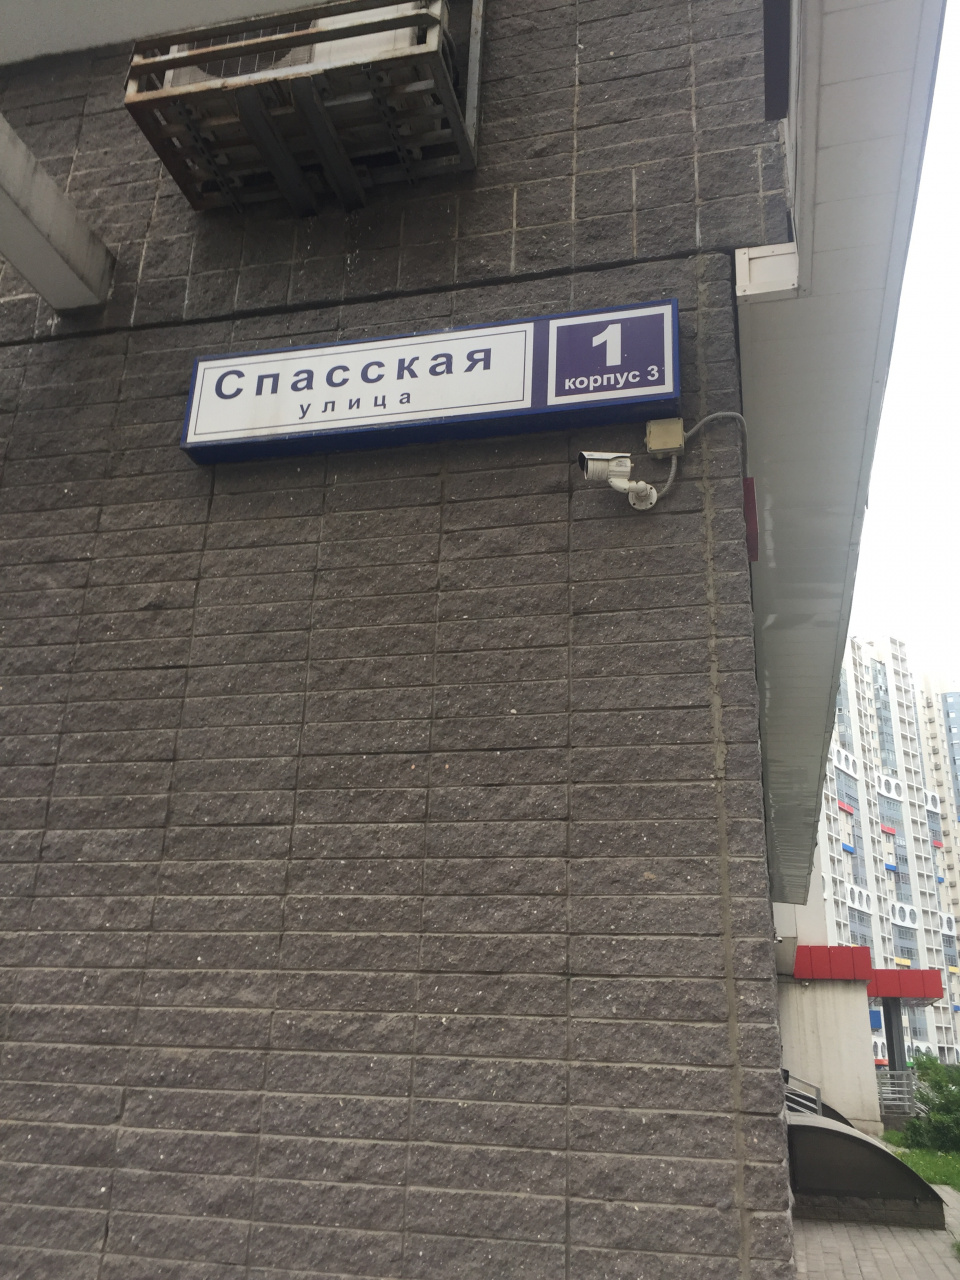 Спасская
улица
1
корпус 3